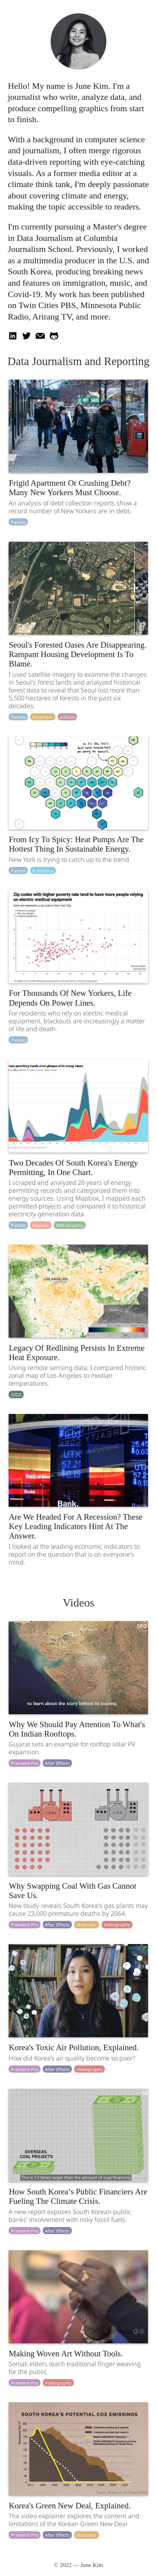 Hello! My name is June Kim. I'm a
journalist who write, analyze data, and
produce compelling graphics from start
to finish.
With a background in computer science
and journalism, I often merge rigorous
data-driven reporting with eye-catching
visuals. As a former media editor at a
climate think tank, I'm deeply passionate
about covering climate and energy,
making the topic accessible to readers.
I'm currently pursuing a Master's degree
in Data Journalism at Columbia
Journalism School. Previously, I worked
as a multimedia producer in the U.S. and
South Korea, producing breaking news
and videos on immigration, music, and
Covid-19. My work has been published
on Twin Cities PBS, Minnesota Public
Radio, Arirang TV, and more.
Data Journalism and Reporting
Frigid Apartment Or Crushing Debt?
Many New Yorkers Must Choose.
An analysis of debt collection reports show a
record number of New Yorkers are in debt.
Pandas
Seoul's Forested Oases Are Disappearing.
Rampant Housing Development Is To
Blame.
I used satellite imagery to examine the changes
in Seoul's forest lands and analyzed historical
forest data to reveal that Seoul lost more than
5,500 hectares of forests in the past six
decades.
Pandas Illustrator ai2html
From Icy To Spicy: Heat Pumps Are The
Hottest Thing In Sustainable Energy.
New York is trying to catch up to the trend.
Pandas
Zip codes with higher poverty rate tend to have more people relying
on electric medical equipment
For Thousands Of New Yorkers, Life
Depends On Power Lines.
For residents who rely on electric medical
equipment, blackouts are increasingly a matter
of life and death.
Pandas
permitting trends since glimpse of its energy future
Two Decades Of South Korea's Energy
Permitting, In One Chart.
I scraped and analyzed 20 years of energy
permitting records and categorized them into
energy sources. Using Mapbox, I mapped each
permitted projects and compared it to historical
electricity generation data.
Pandas Mapbox Web scraping
LOS ANGELES
Legacy Of Redlining Persists In Extreme
Heat Exposure.
Using remote sensing data, I compared historic
zonal map of Los Angeles to median
temperatures.
QGIS
Bank.
Are We Headed For A Recession? These
Key Leading Indicators Hint At The
Answer.
I looked at the leading economic indicators to
report on the question that is on everyone's
mind.
Videos
to learn about the story behind its success.
Why We Should Pay Attention To What's
On Indian Rooftops.
Gujarat sets an example for rooftop solar PV
expansion.
Premiere Pro After Effects
Why Swapping Coal With Gas Cannot
Save Us.
New study reveals South Korea's gas plants may
cause 23,000 premature deaths by 2064.
Premiere Pro After Effects Illustrator Videography
Korea's Toxic Air Pollution, Explained.
How did Korea's air quality become so poor?
Premiere Pro After Effects Videography
OVERSEAS
COAL PROJECTS
This is 13 times larger than the amount of coal financing
How South Korea's Public Financiers Are
Fueling The Climate Crisis.
A new report exposes South Korean public
banks' involvement with risky fossil fuels.
Premiere Pro After Effects
Making Woven Art Without Tools.
Somali elders teach traditional finger weaving
for the public.
Premiere Pro Videography
SOUTH KOREA'S POTENTIAL CO2 EMISSIONS
Korea's Green New Deal, Explained.
The video explainer explores the content and
limitations of the Korean Green New Deal.
Premiere Pro After Effects Illustrator
© 2022 — June Kim